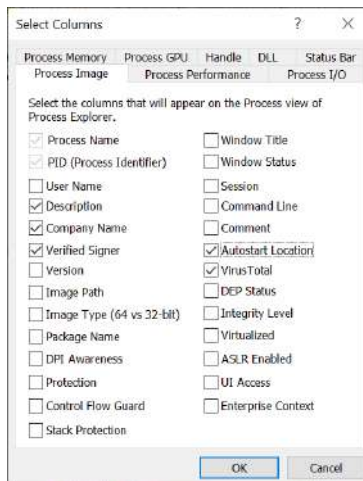 Select Columns
Process Memory Process GPU Handle DLL Status Bar
Process Image Process Performance Process I/O
Select the columns that will appear on the Process view of
Process Explorer.
Process Name
PID (Process Identifier)
User Name
Description
Company Name
Verified Signer
Version
Image Path
Image Type (64 vs 32-bit)
Package Name
DPI Awareness
Protection
Control Flow Guard
Stack Protection
Window Title
Window Status
Session
Command Line
Comment
Autostart Location
VirusTotal
DEP Status
Integrity Level
Virtualized
ASLR Enabled
UI Access
Enterprise Context
OK Cancel